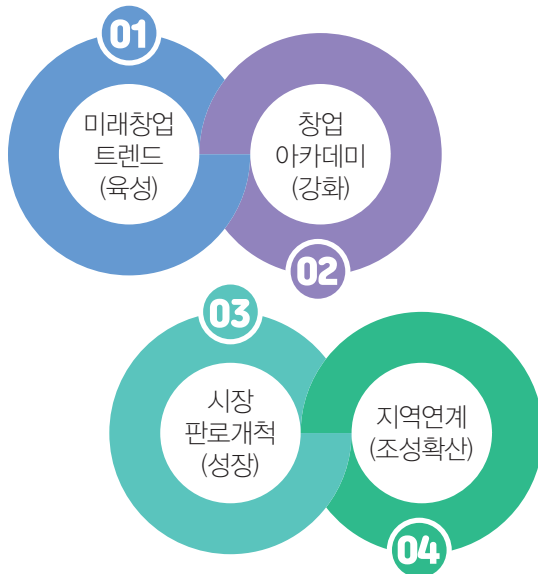 01
미래창업
트렌드
(육성)
창업
아카데미
(강화)
02
03
시장
판로개척
(성장)
지역연계
(조성확산)
04